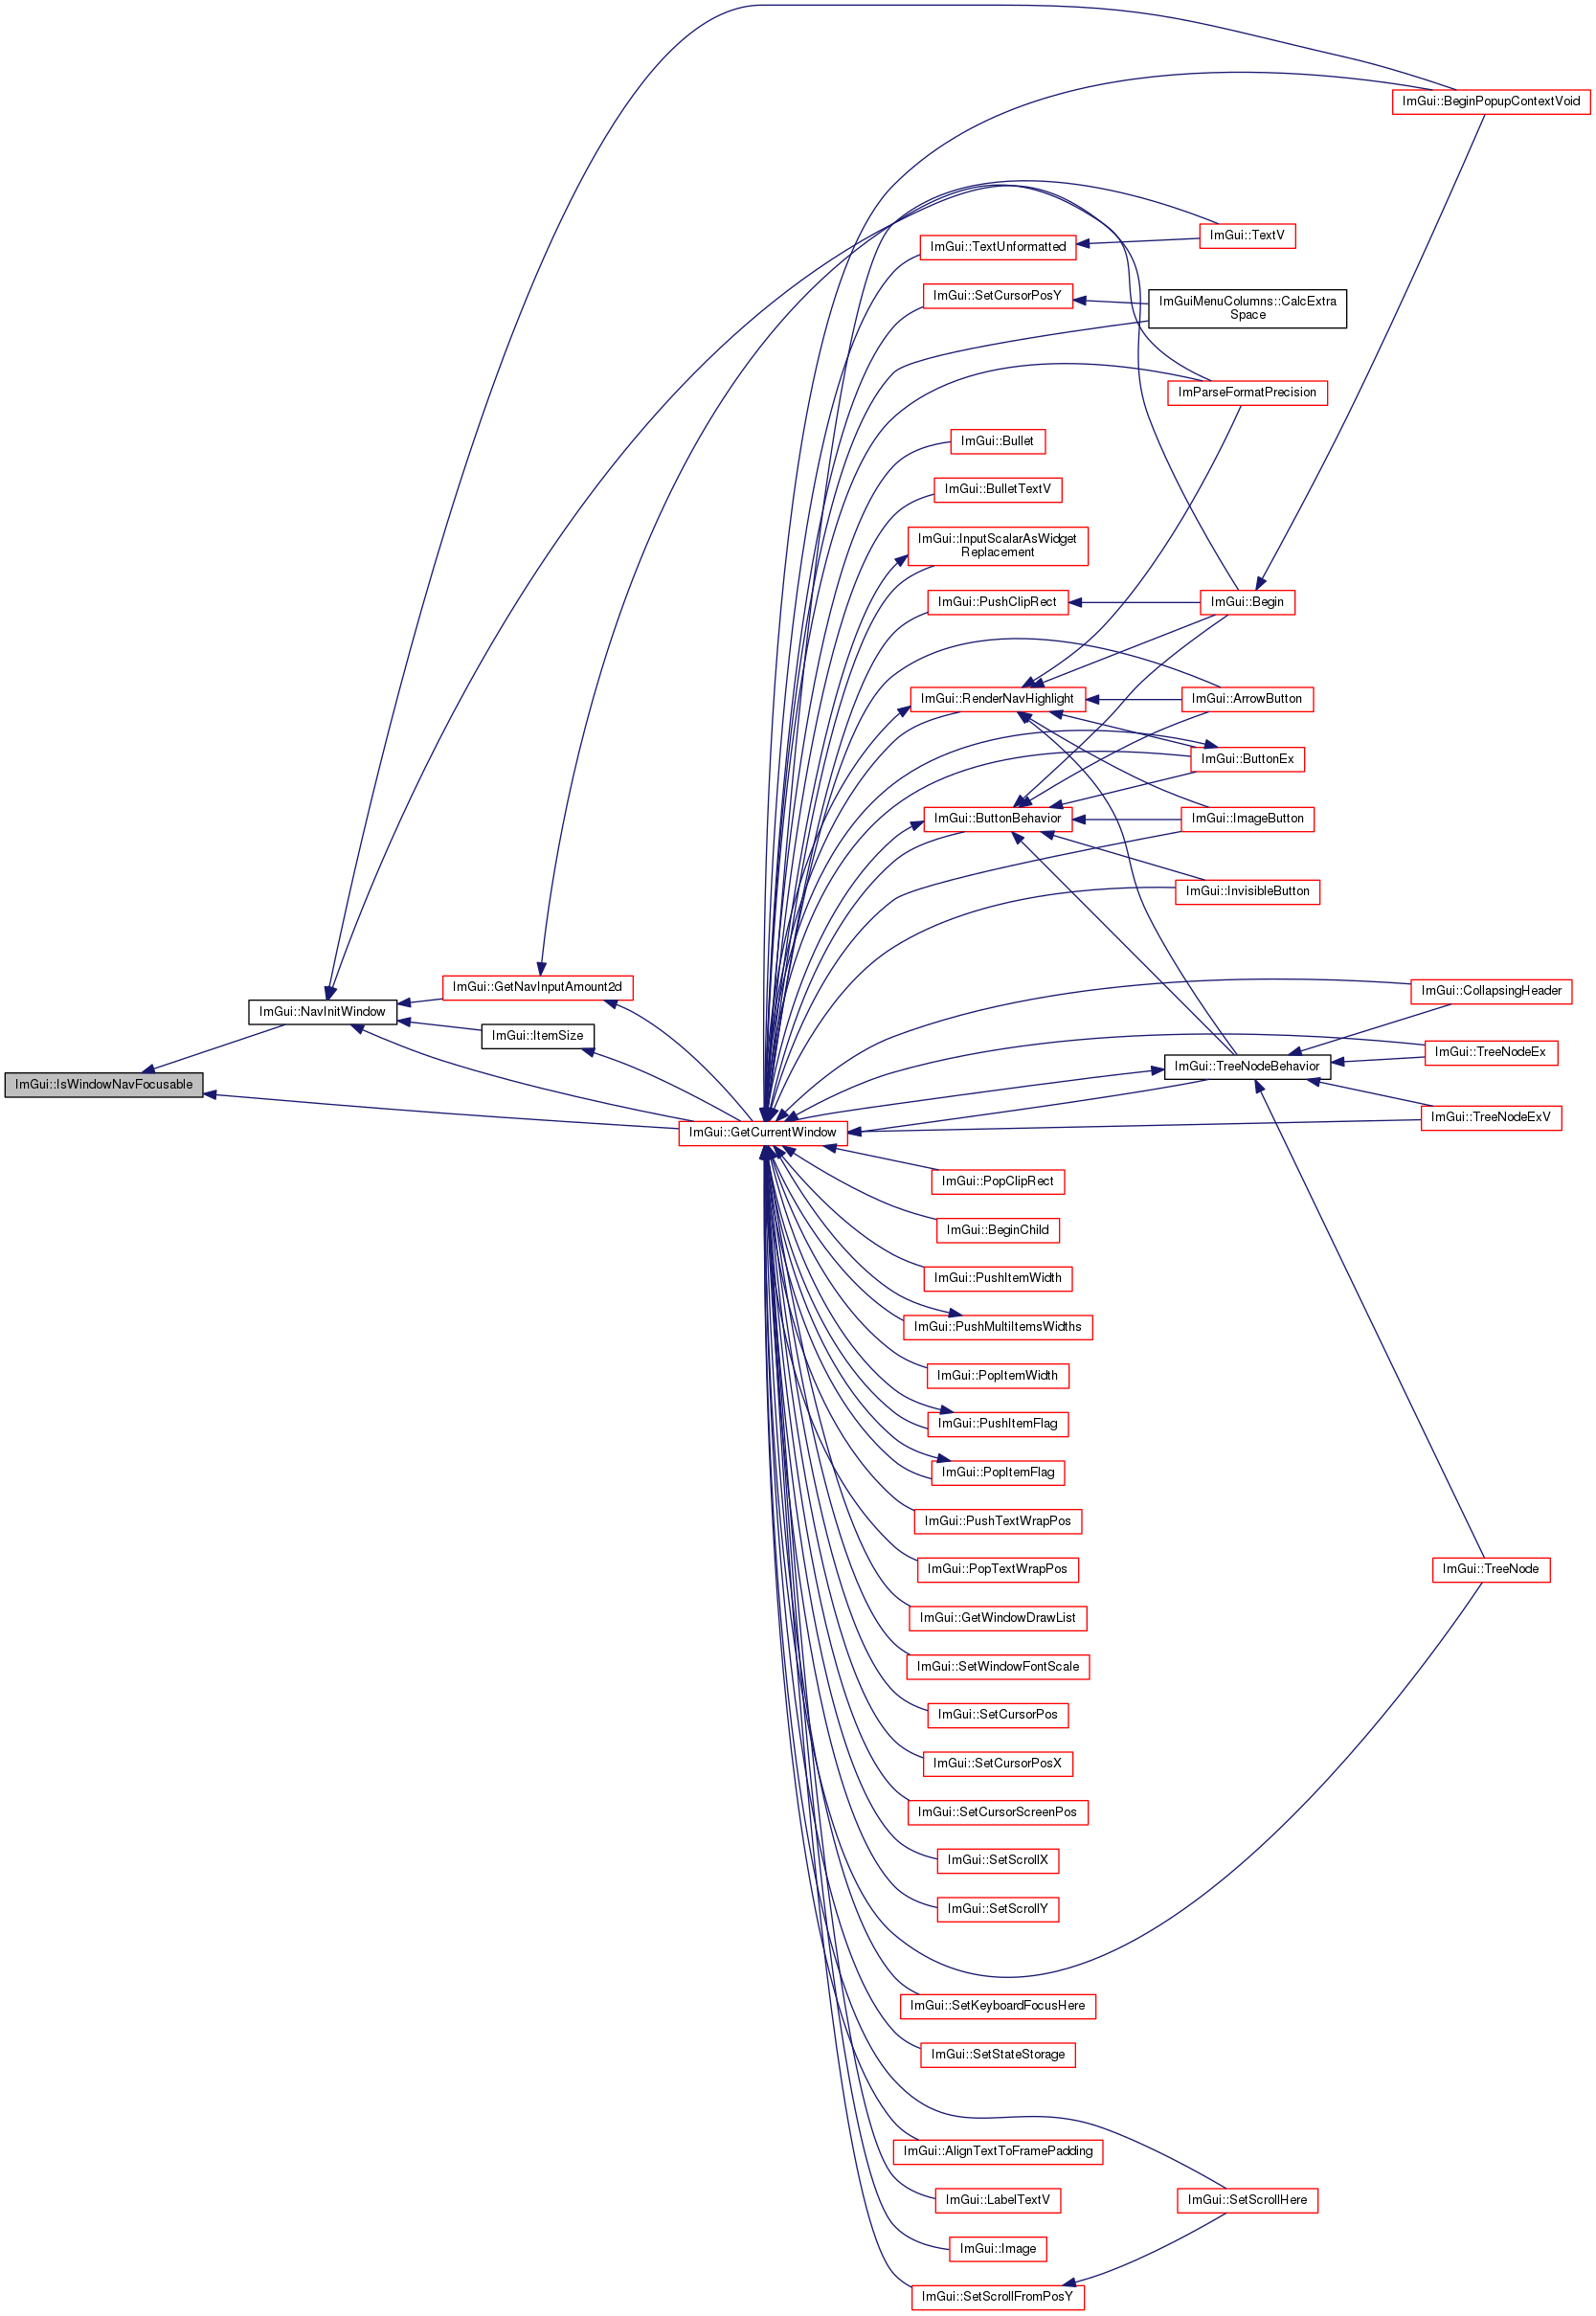 ImGui::BeginPopupContextVoid
ImGui::TextV
ImGui::TextUnformatted
ImGui::SetCursorPosY
ImGuiMenuColumns::CalcExtra
Space
ImParseFormatPrecision
ImGui::Bullet
ImGui::BulletTextV
ImGui::InputScalarAsWidget
Replacement
ImGui::PushClipRect
ImGui::Begin
ImGui::RenderNavHighlight
ImGui::ArrowButton
ImGui::ButtonEx
ImGui::ButtonBehavior
ImGui::ImageButton
ImGui::InvisibleButton
ImGui::GetNavInputAmount2d
ImGui::CollapsingHeader
ImGui::NavInitWindow
ImGui::ItemSize
ImGui::TreeNodeEx
ImGui::TreeNodeBehavior
ImGui::IsWindowNavFocusable
ImGui::TreeNodeExV
ImGui::GetCurrentWindow
ImGui::PopClipRect
ImGui::BeginChild
ImGui::PushItemWidth
ImGui::PushMultiItemsWidths
ImGui::PopItemWidth
ImGui::PushItemFlag
ImGui::PopItemFlag
ImGui::PushTextWrapPos
ImGui::PopTextWrapPos
ImGui::TreeNode
ImGui::GetWindowDrawList
ImGui::SetWindowFontScale
ImGui::SetCursorPos
ImGui::SetCursorPosX
ImGui::SetCursorScreenPos
ImGui::SetScrollX
ImGui::SetScrollY
ImGui::SetKeyboardFocusHere
ImGui::SetStateStorage
ImGui::AlignTextToFramePadding
ImGui::LabelTextV
ImGui::SetScrollHere
ImGui::Image
ImGui::SetScrollFromPosY